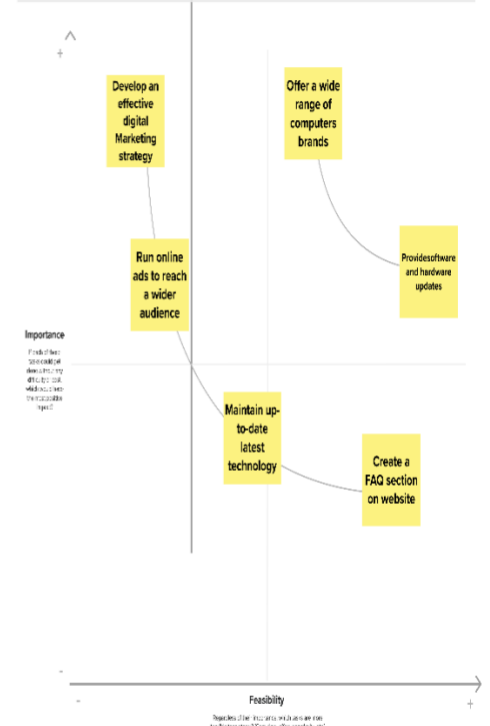 +
Develop an
effective
digital
Marketing
strategy
Offer a wide
range of
computers
brands
Run online
ads to reach
a wider
audience
Providesoftware
and hardware
updates
Importance
Maintain up-
to-date
latest
technology
Create a
FAQ section
on website
-
-
Feasibility
+